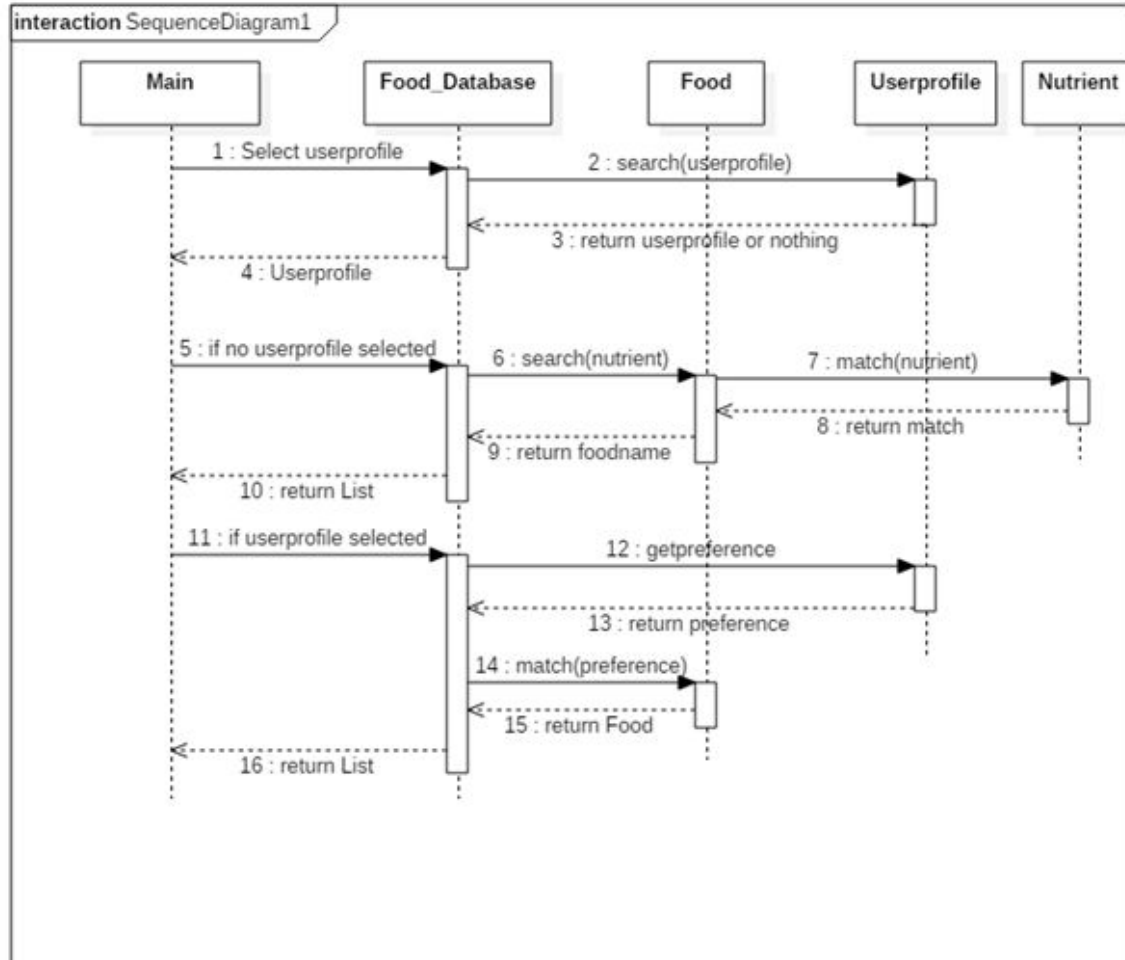 interaction SequenceDiagram1
Main
Food_Database
Food
Userprofile
Nutrient
1 : Select userprofile
2 : search(userprofile)
3 : return userprofile or nothing
4 : Userprofile
5 : if no userprofile selected
6 : search(nutrient)
7 : match(nutrient)
8 : return match
9 : return foodname
10 : return List
11 : if userprofile selected
12 : getpreference
13 : return preference
14 : match(preference)
15 : return Food
16 : return List